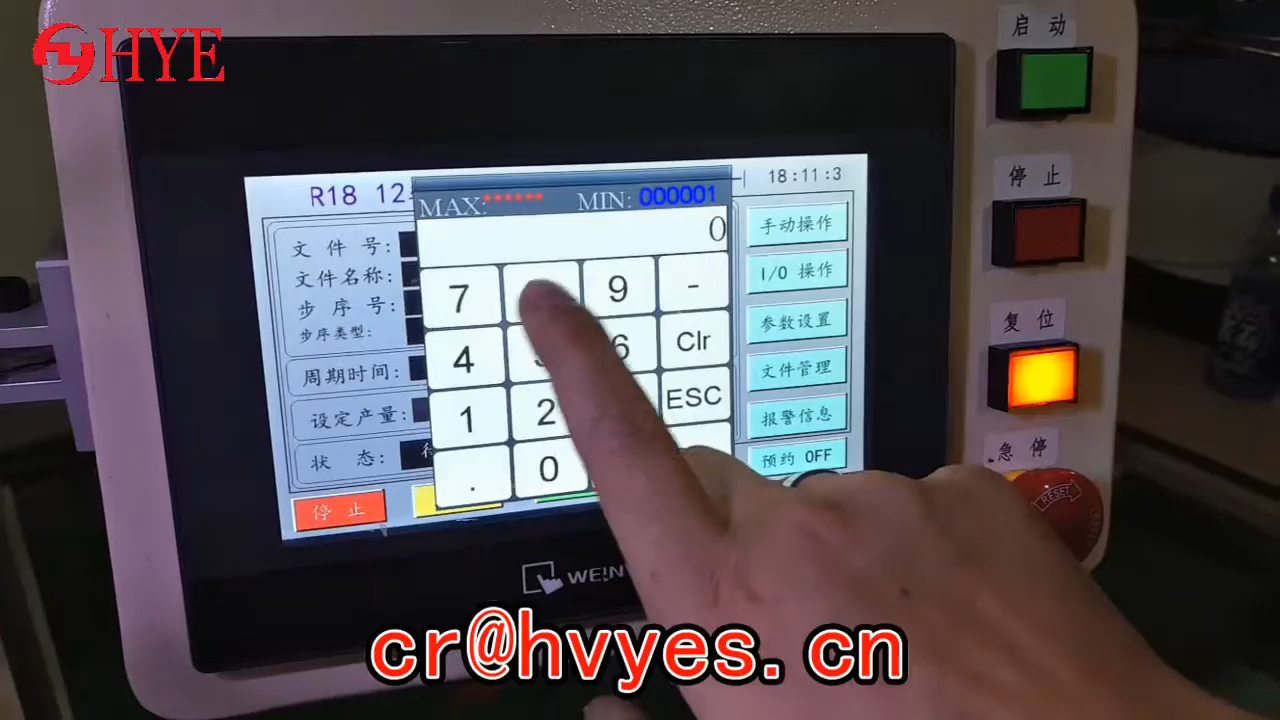 HYE
启动
停止
复位
急停
RESET
R18
18:11:3
MAX:******
MIN: 000001
0
7
9
-
4
6
Clr
1
2
ESC
.
0
文件号:
文件名称:
步序号:
步序类型:
周期时间:
设定产量:
状态:
停止
手动操作
I/O 操作
参数设置
文件管理
报警信息
预约 OFF
cr@hvyes.cn